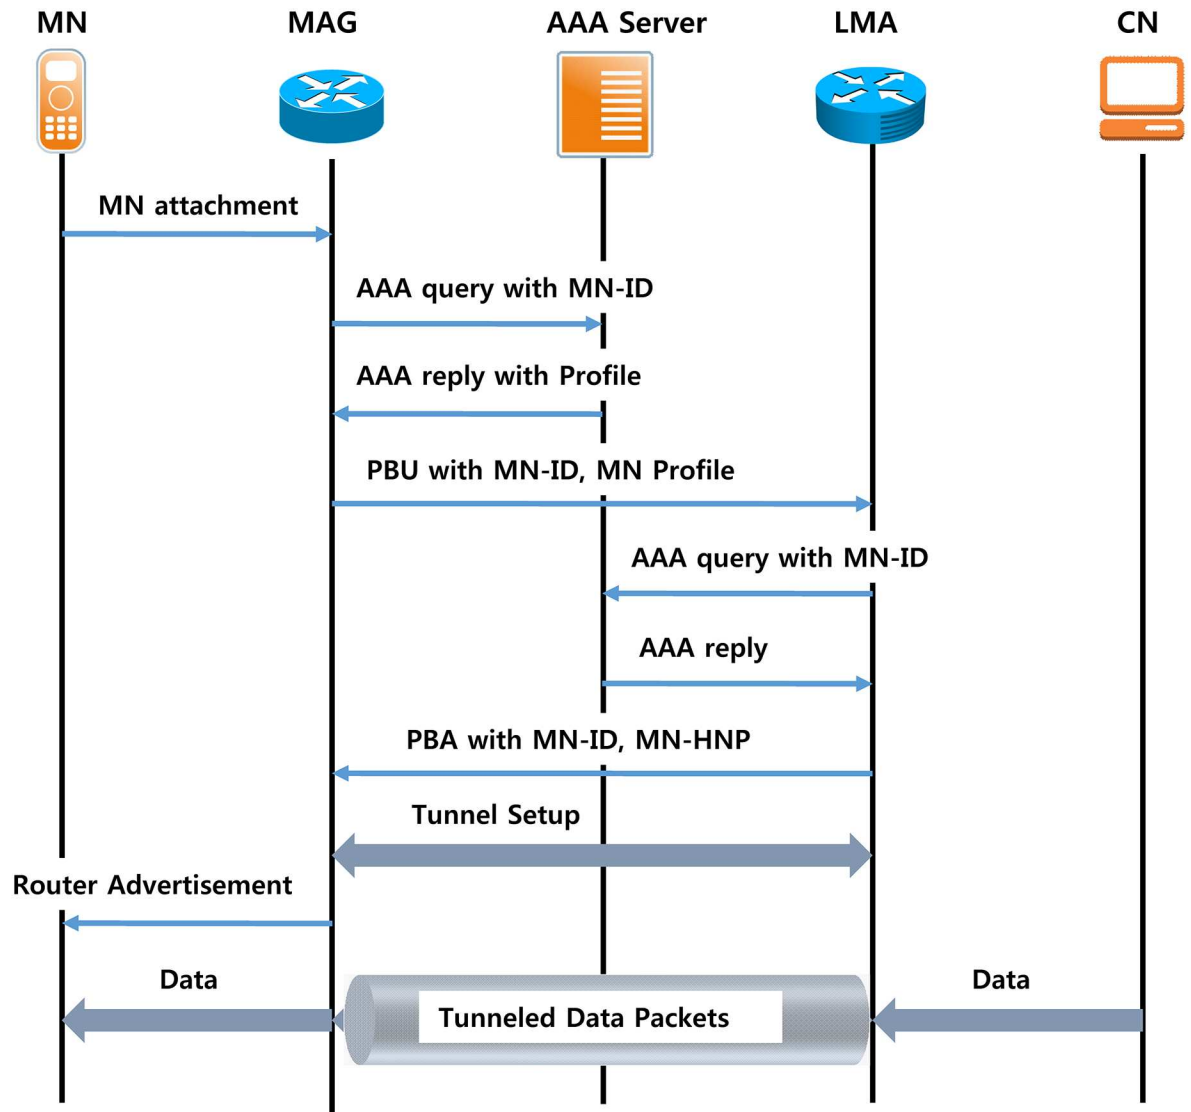 MN MAG AAA Server LMA CN
MN attachment
AAA query with MN-ID
AAA reply with Profile
PBU with MN-ID, MN Profile
AAA query with MN-ID
AAA reply
PBA with MN-ID, MN-HNP
Tunnel Setup
Router Advertisement
Data
Tunneled Data Packets
Data